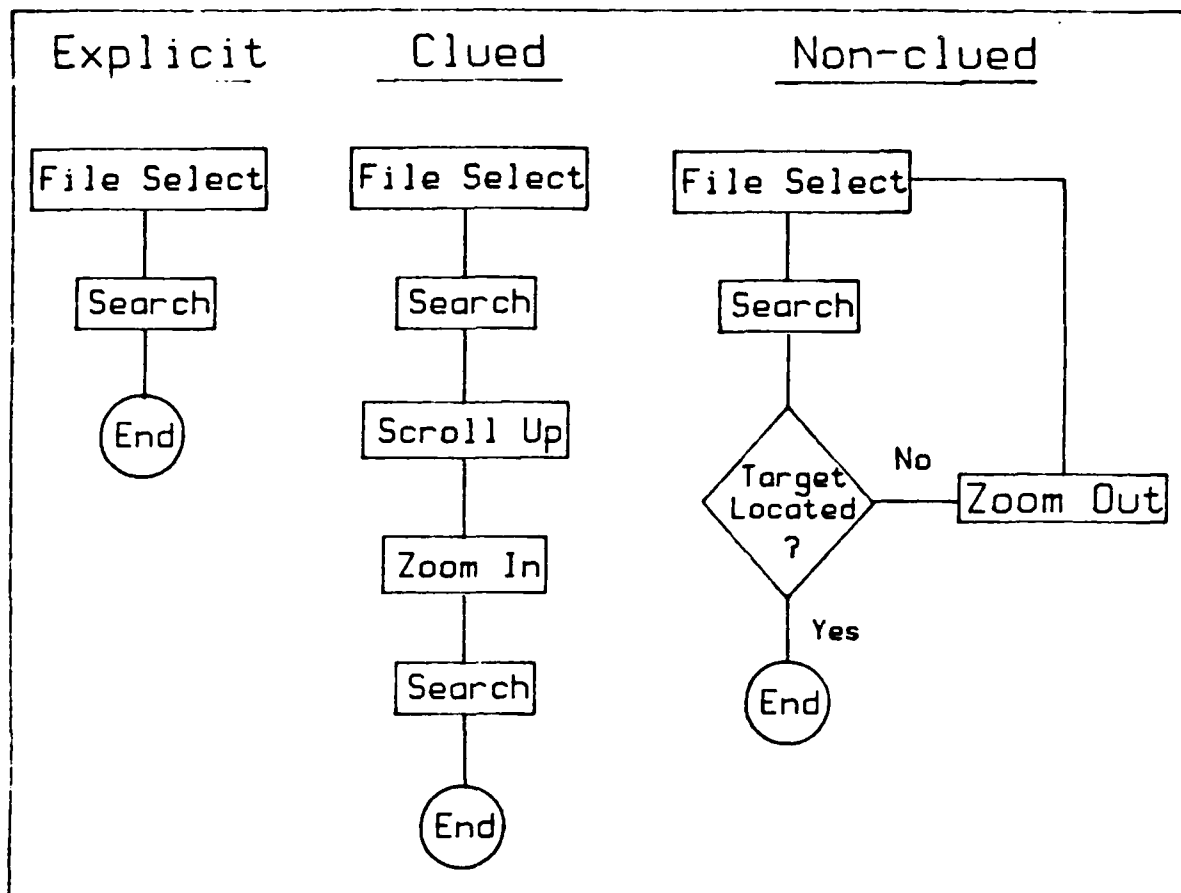 Explicit
File Select
Search
End
Clued
File Select
Search
Scroll Up
Zoom In
Search
End
Non-clued
File Select
Search
Target
Located
?
No
Zoom Out
Yes
End